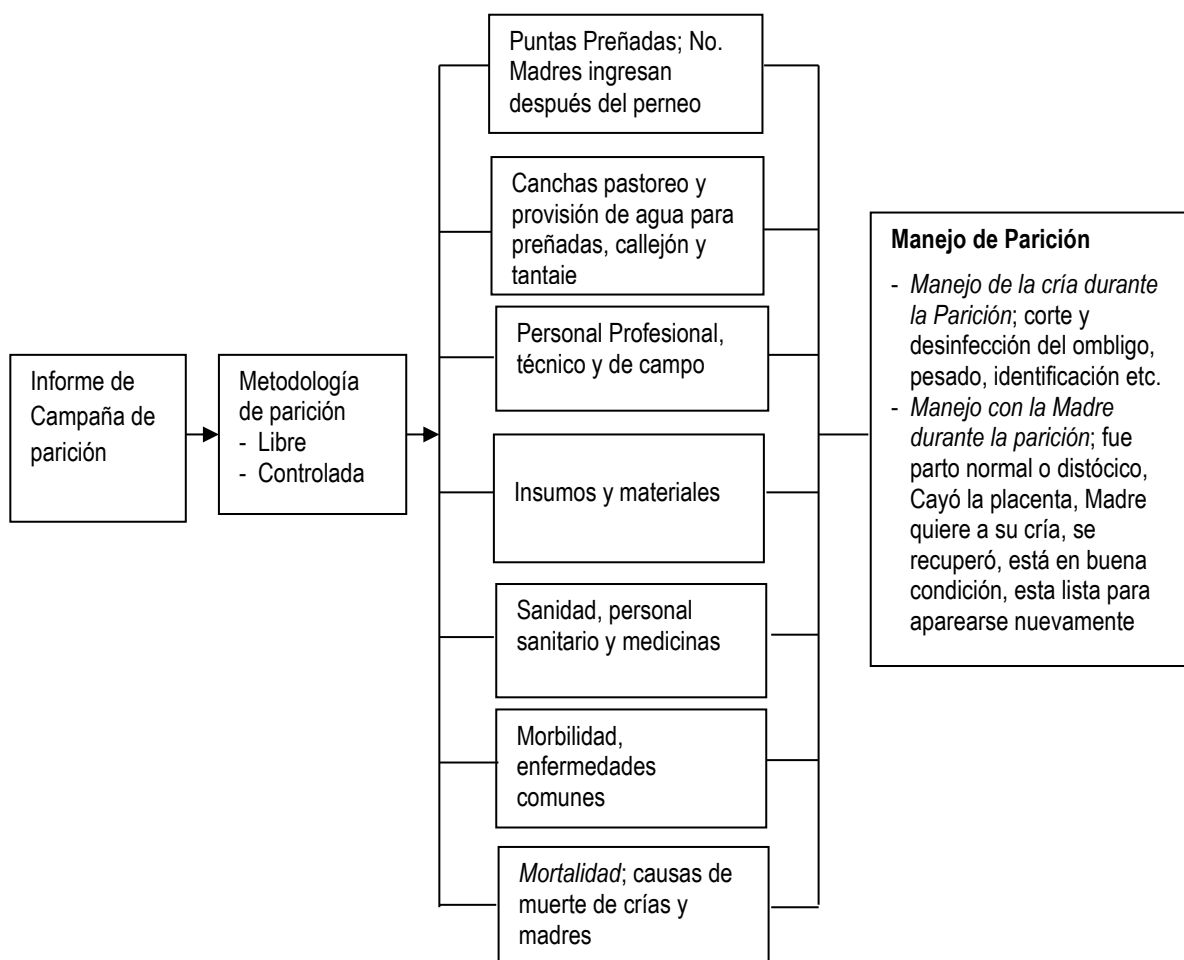 Informe de
Campaña de
parición
Metodología
de parición
- Libre
- Controlada
Puntas Preñadas; No.
Madres ingresan
después del perneo
Canchas pastoreo y
provisión de agua para
preñadas, callejón y
tantaie
Personal Profesional,
técnico y de campo
Insumos y materiales
Sanidad, personal
sanitario y medicinas
Morbilidad,
enfermedades
comunes
Mortalidad; causas de
muerte de crías y
madres
Manejo de Parición
- Manejo de la cría durante
la Parición; corte y
desinfección del ombligo,
pesado, identificación etc.
- Manejo con la Madre
durante la parición; fue
parto normal o distócico,
Cayó la placenta, Madre
quiere a su cría, se
recuperó, está en buena
condición, esta lista para
aparearse nuevamente